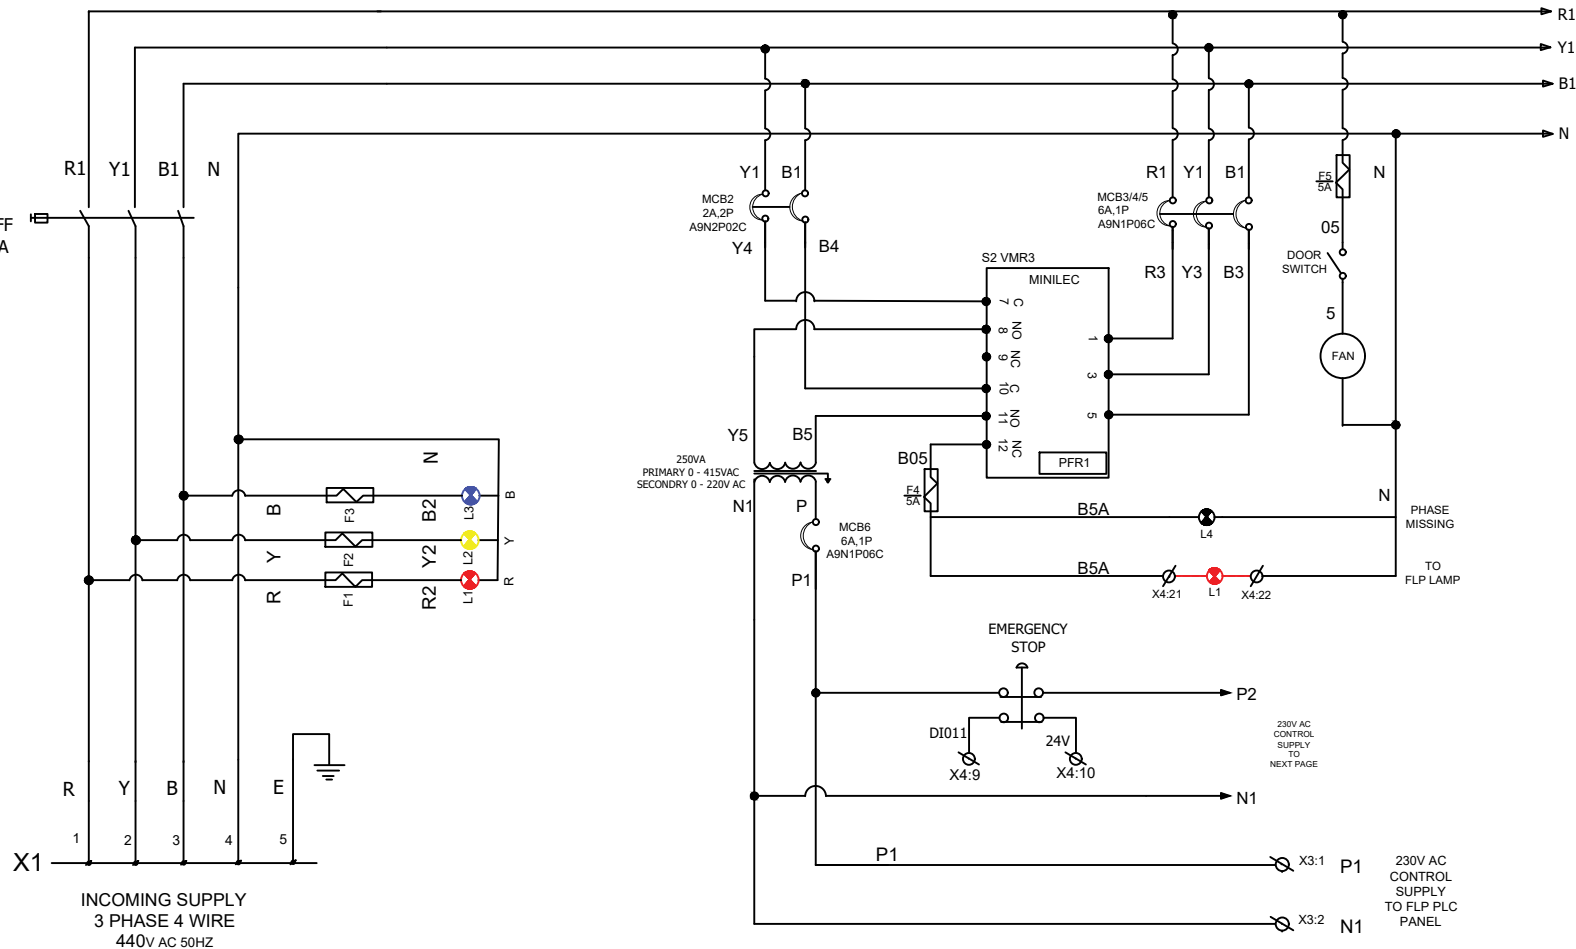 R1
Y1
B1
N
R1
Y1
B1
N
FF
A
Y1
B1
MCB2
2A,2P
A9N2P02C
Y4
B4
R1
Y1
B1
MCB3/4/5
6A,1P
A9N1P06C
R3
Y3
B3
F5
5A
N
05
DOOR
SWITCH
5
FAN
S2 VMR3
MINILEC
7
C
8
NO
9
NC
10
C
11
NO
12
NC
1
3
5
PFR1
Y5
B5
250VA
PRIMARY 0 - 415VAC
SECONDRY 0 - 220V AC
N1
P
MCB6
6A,1P
A9N1P06C
P1
B05
F4
5A
B5A
L4
N
PHASE
MISSING
B5A
X4:21
L1
X4:22
TO
FLP LAMP
N
B
F3
B2
L3
B
Y
F2
Y2
L2
Y
R
F1
R2
L1
R
EMERGENCY
STOP
P2
DI011
24V
X4:9
X4:10
230V AC
CONTROL
SUPPLY
TO
NEXT PAGE
N1
R
Y
B
N
E
1
2
3
4
5
X1
INCOMING SUPPLY
3 PHASE 4 WIRE
440V AC 50HZ
P1
X3:1
P1
X3:2
N1
230V AC
CONTROL
SUPPLY
TO FLP PLC
PANEL